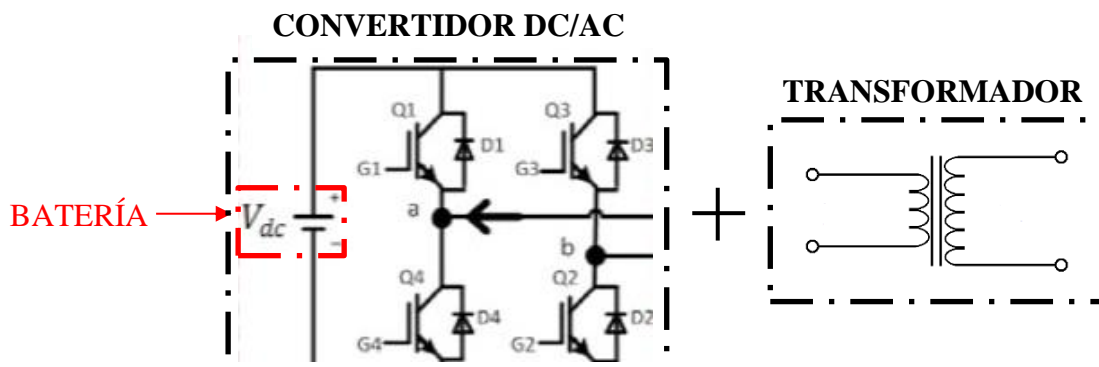 CONVERTIDOR DC/AC
TRANSFORMADOR
Q1
Q3
D1
D3
G1
G3
BATERÍA
Vdc
+
−
a
+
b
Q4
Q2
D4
D2
G4
G2